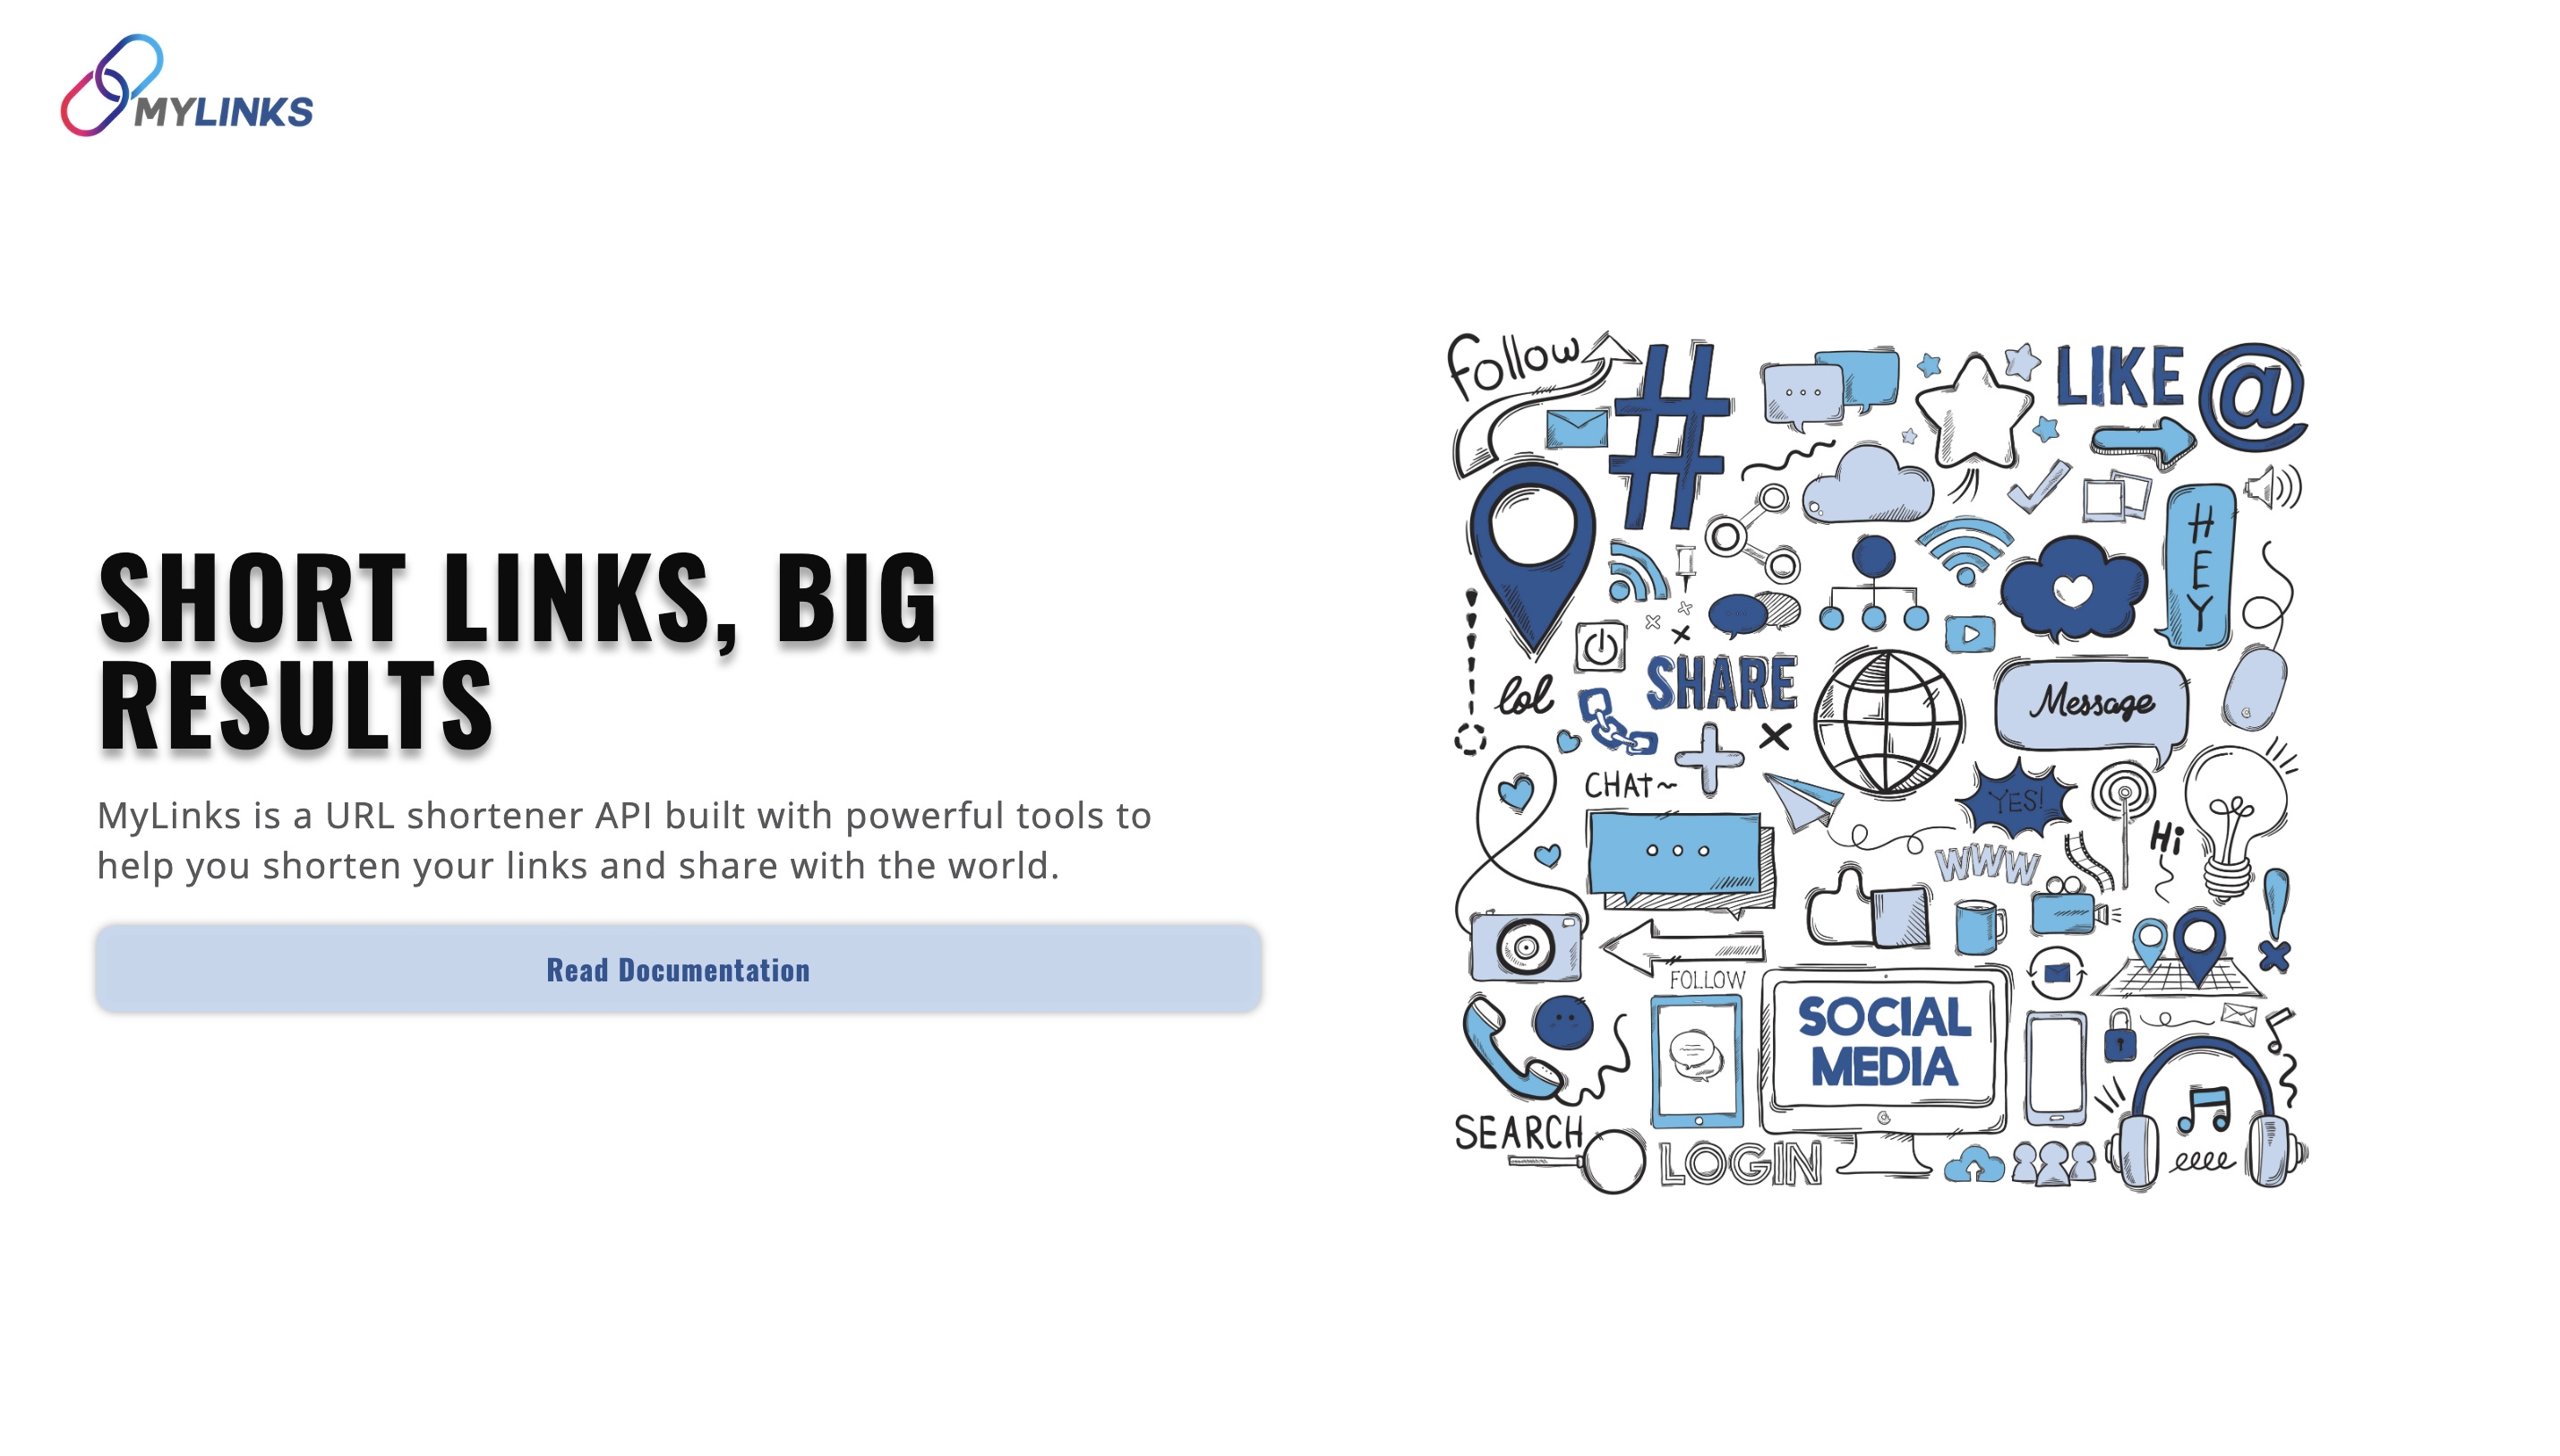 MYLINKS
SHORT LINKS, BIG
RESULTS
MyLinks is a URL shortener API built with powerful tools to
help you shorten your links and share with the world.
Read Documentation
follow
#
LIKE
@
HEY
SHARE
lol
Message
CHAT~
YES!
Hi
WWW
FOLLOW
SOCIAL
MEDIA
SEARCH
LOGIN